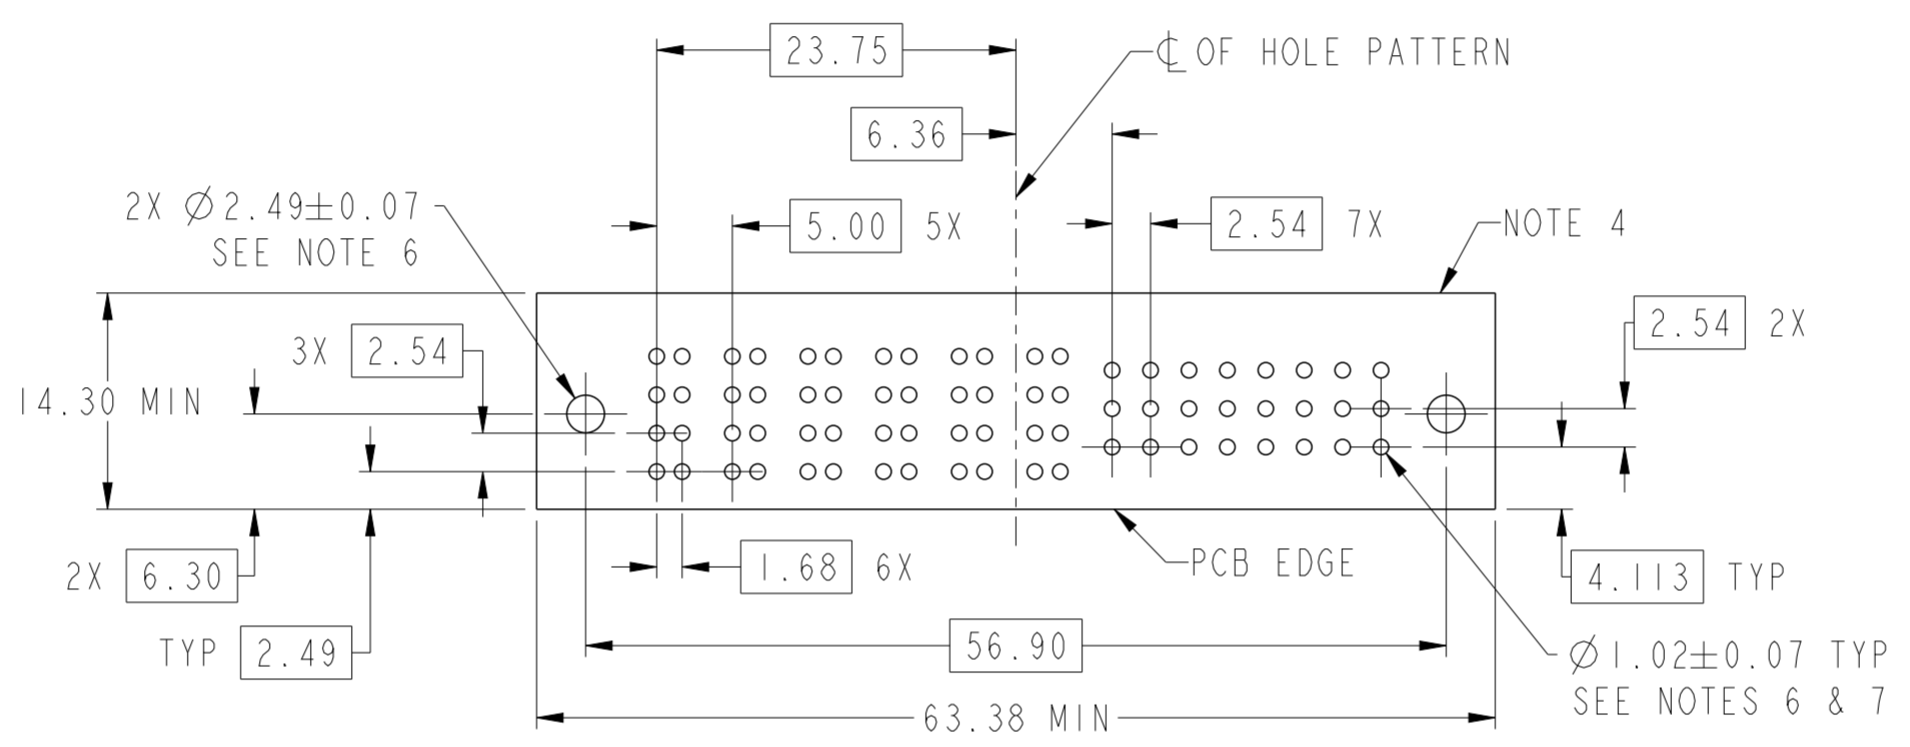 23.75
℄ OF HOLE PATTERN
6.36
2X Ø2.49±0.07
SEE NOTE 6
5.00 5X
2.54 7X
NOTE 4
3X 2.54
2.54 2X
14.30 MIN
2X 6.30
1.68 6X
PCB EDGE
4.113 TYP
TYP 2.49
56.90
Ø1.02±0.07 TYP
SEE NOTES 6 & 7
63.38 MIN